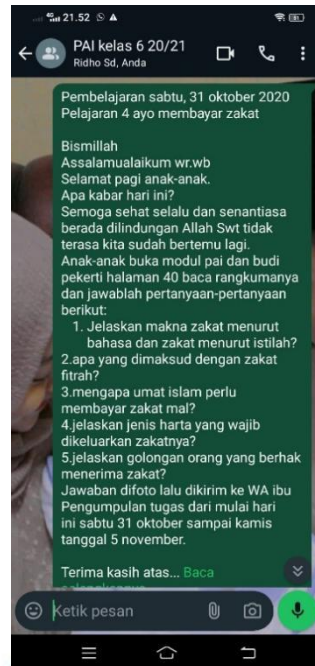 21.52
PAI kelas 6 20/21
Ridho Sd, Anda
Pembelajaran sabtu, 31 oktober 2020
Pelajaran 4 ayo membayar zakat
Bismillah
Assalamualaikum wr.wb
Selamat pagi anak-anak.
Apa kabar hari ini?
Semoga sehat selalu dan senantiasa
berada dilindungan Allah Swt tidak
terasa kita sudah bertemu lagi.
Anak-anak buka modul pai dan budi
pekerti halaman 40 baca rangkumanya
dan jawablah pertanyaan-pertanyaan
berikut:
1. Jelaskan makna zakat menurut
bahasa dan zakat menurut istilah?
2.apa yang dimaksud dengan zakat
fitrah?
3.mengapa umat islam perlu
membayar zakat mal?
4.jelaskan jenis harta yang wajib
dikeluarkan zakatnya?
5.jelaskan golongan orang yang berhak
menerima zakat?
Jawaban difoto lalu dikirim ke WA ibu
Pengumpulan tugas dari mulai hari
ini sabtu 31 oktober sampai kamis
tanggal 5 november.
Terima kasih atas... Baca
Ketik pesan